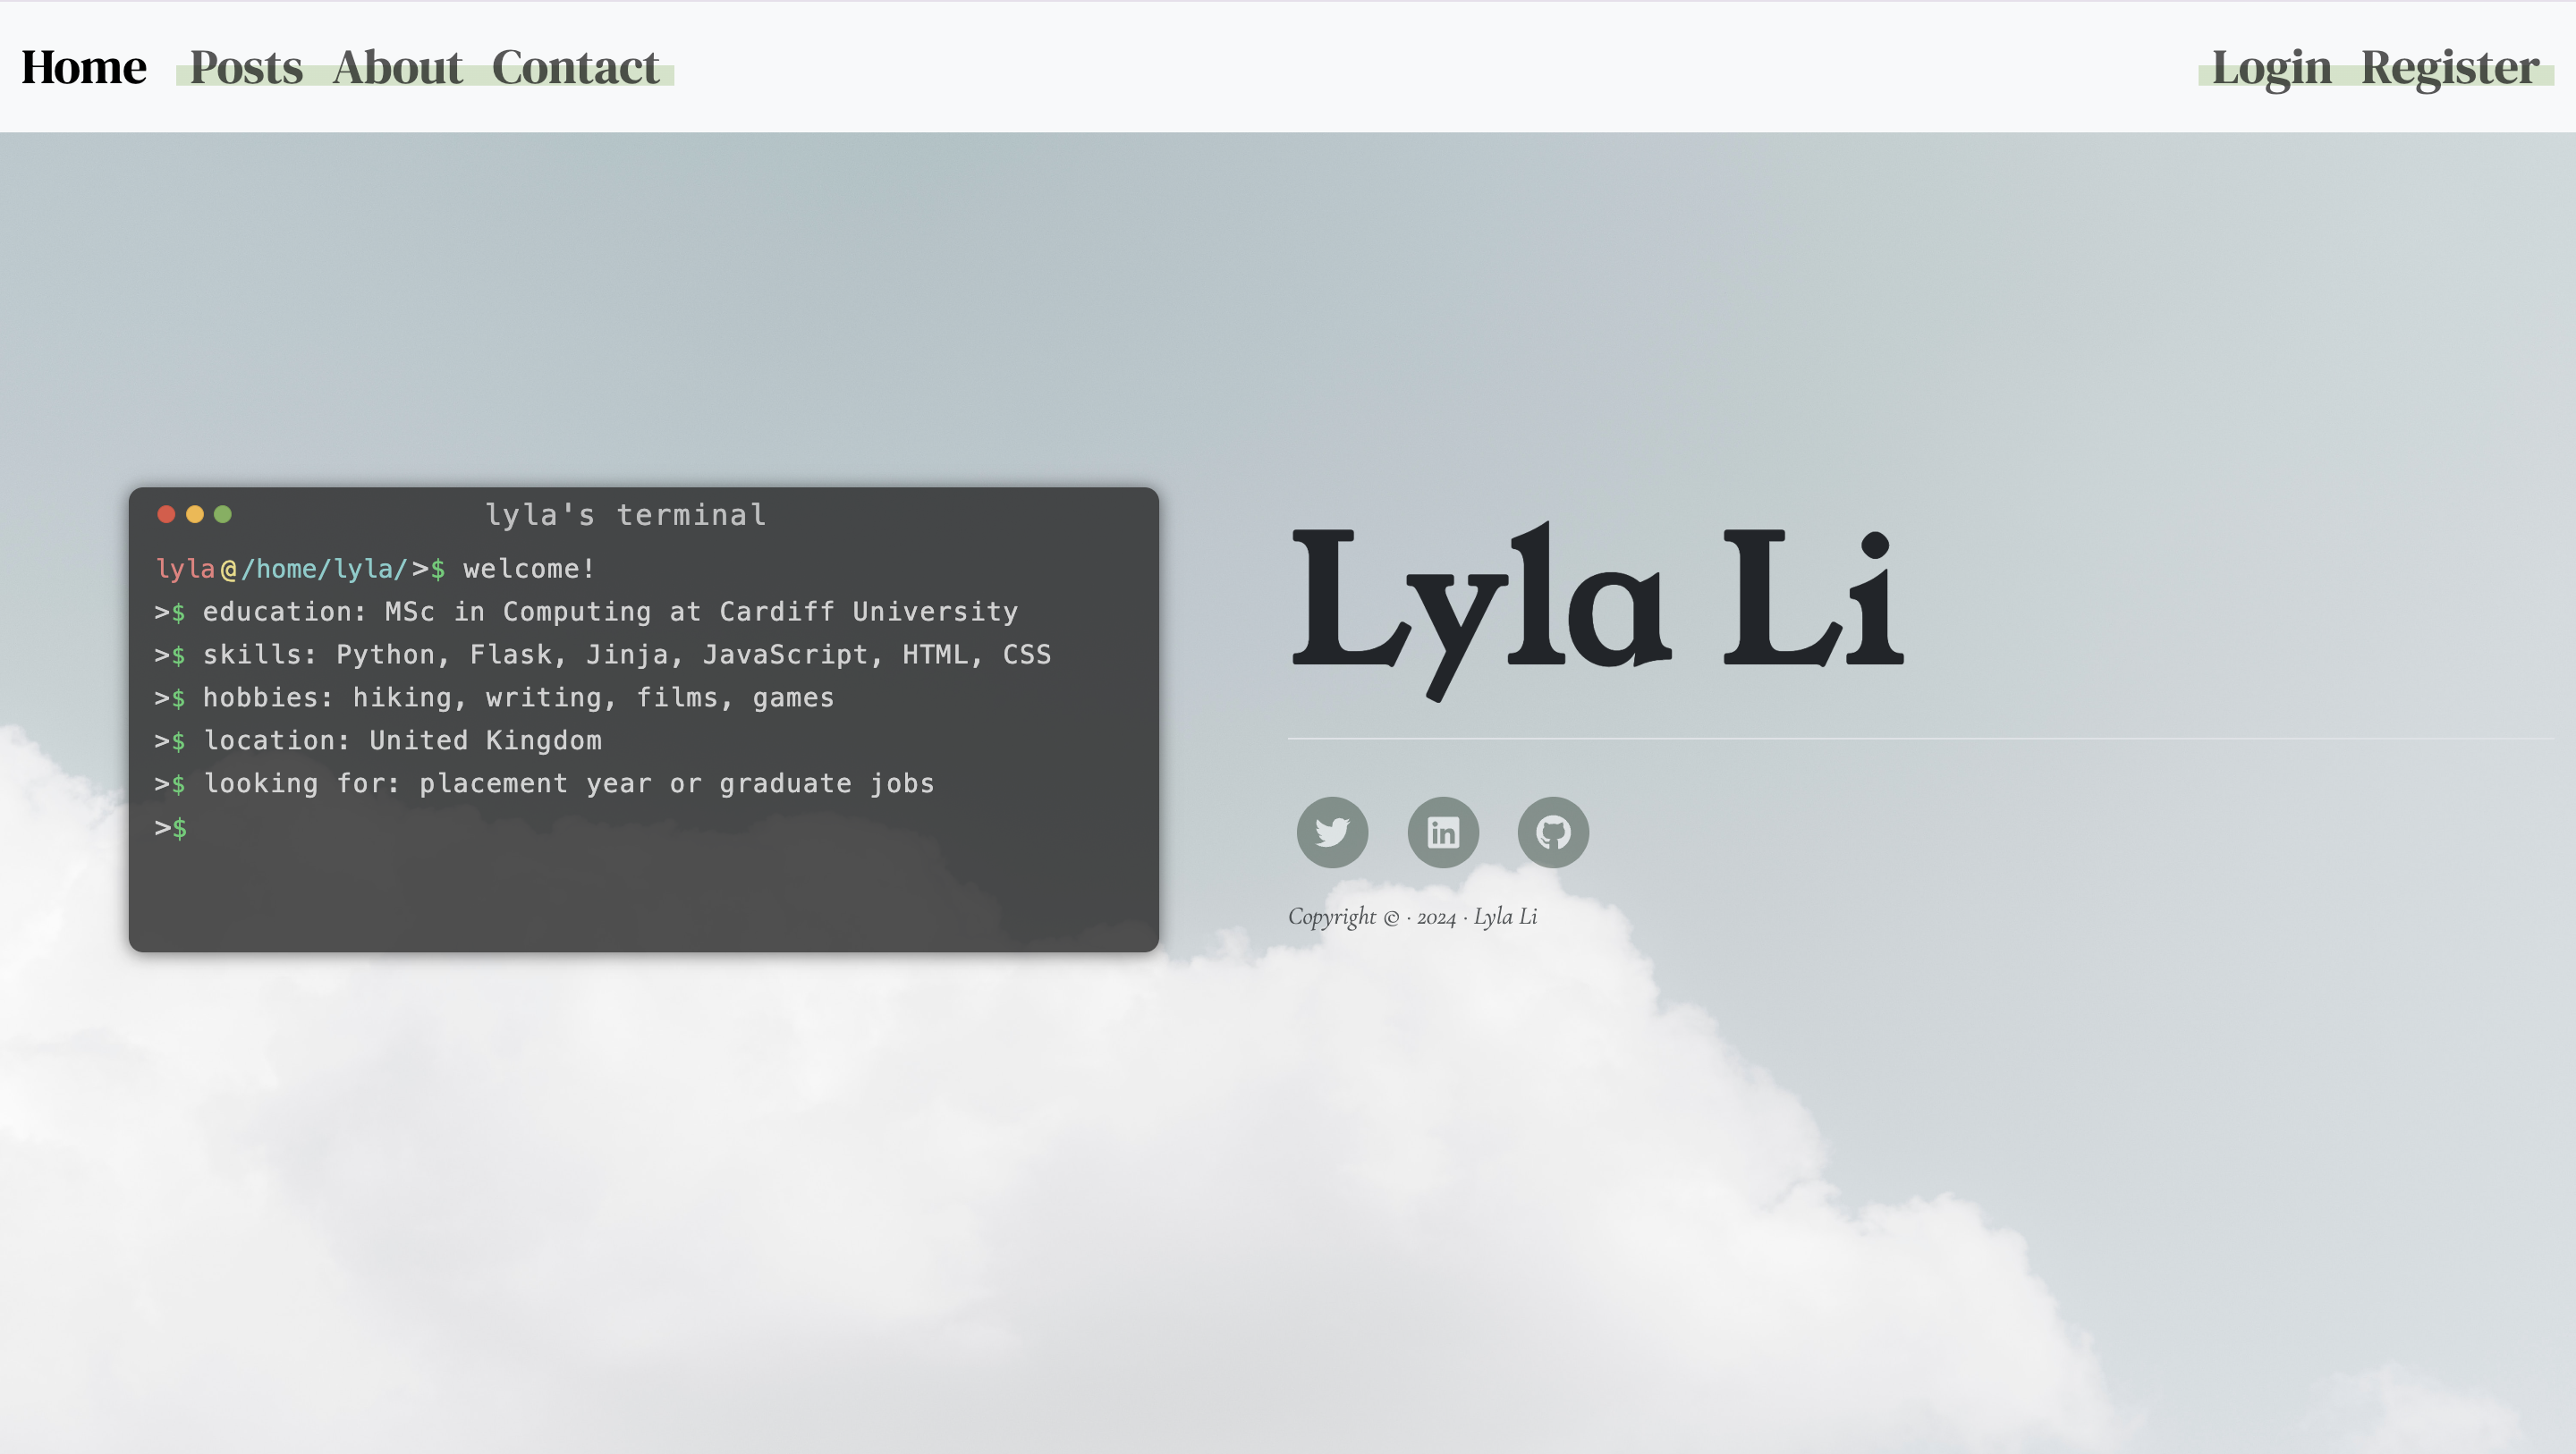 Home Posts About Contact Login Register
lyla's terminal
lyla@/home/lyla/>$ welcome!
>$ education: MSc in Computing at Cardiff University
>$ skills: Python, Flask, Jinja, JavaScript, HTML, CSS
>$ hobbies: hiking, writing, films, games
>$ location: United Kingdom
>$ looking for: placement year or graduate jobs
>$
Lyla Li
in
Copyright © · 2024 · Lyla Li